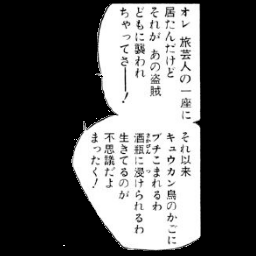 オレ 旅芸人の一座に
居たんだけど
それが あの盗賊
どもに襲われ
ちゃってさーー!
それ以来
キュウカン鳥のかごに
ブチこまれるわ
酒瓶に浸けられるわ
生きてるのが
不思議だよ
まったく!